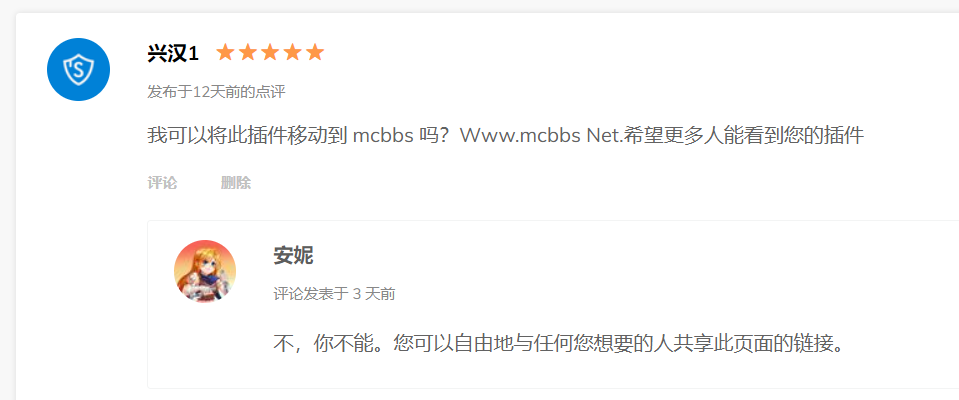 兴汉1
发布于12天前的点评
我可以将此插件移动到 mcbbs 吗？Www.mcbbs Net.希望更多人能看到您的插件
评论 删除
安妮
评论发表于 3 天前
不，你不能。您可以自由地与任何您想要的人共享此页面的链接。